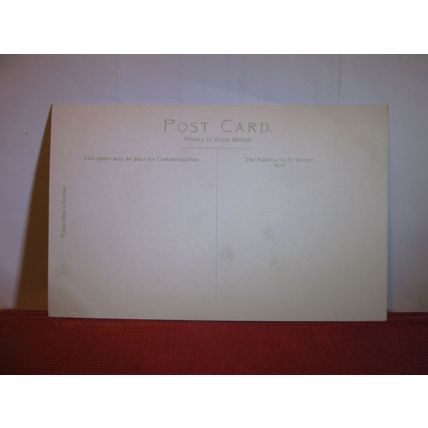 POST CARD.
Printed in Great Britain
This space may be used for Communication
The Address to be written
here
Valentine's Series